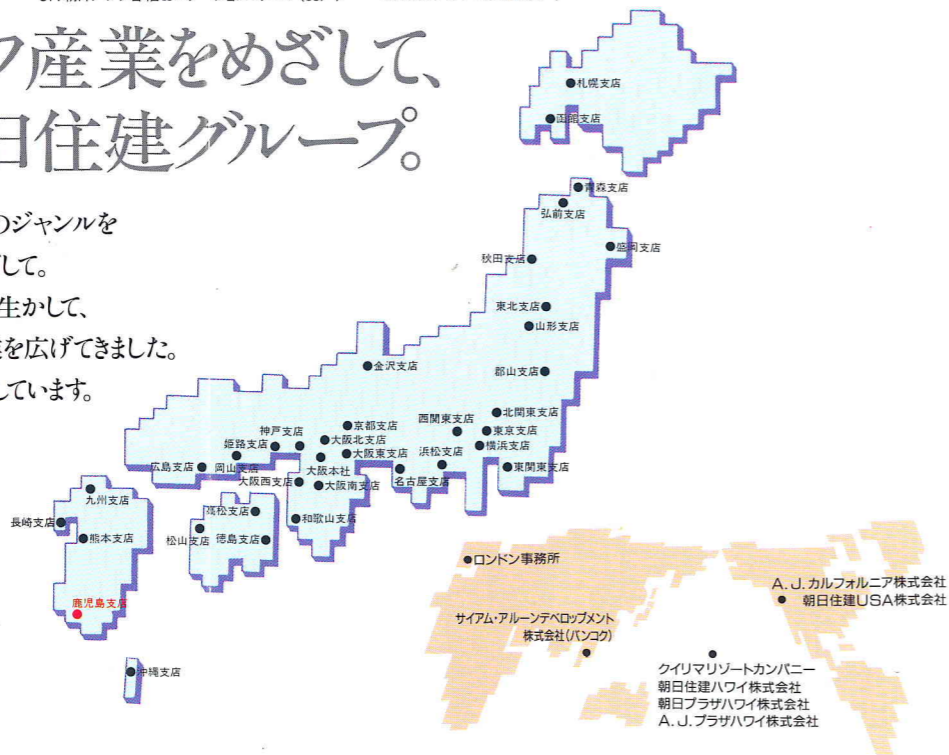 産業をめざして、
日住建グループ。
のジャンルを
して。
生かして、
を広げてきました。
しています。
札幌支店
函館支店
青森支店
弘前支店
盛岡支店
秋田支店
東北支店
山形支店
金沢支店
郡山支店
北関東支店
西関東支店
京都支店
東京支店
神戸支店
大阪北支店
横浜支店
姫路支店
大阪東支店
浜松支店
広島支店
岡山支店
大阪本社
東関東支店
大阪西支店
大阪南支店
名古屋支店
九州支店
高松支店
和歌山支店
長崎支店
熊本支店
松山支店
徳島支店
鹿児島支店
沖縄支店
ロンドン事務所
A.J.カルフォルニア株式会社
朝日住建USA株式会社
サイアム・アルーンデベロップメント
株式会社(バンコク)
クイリマリゾートカンパニー
朝日住建ハワイ株式会社
朝日プラザハワイ株式会社
A.J.プラザハワイ株式会社